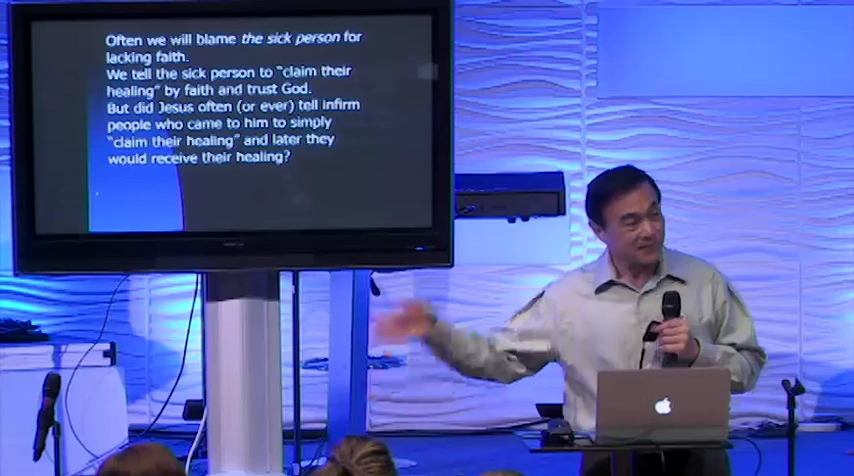 Often we will blame the sick person for
lacking faith.
We tell the sick person to "claim their
healing" by faith and trust God.
But did Jesus often (or ever) tell infirm
people who came to him to simply
"claim their healing" and later they
would receive their healing?